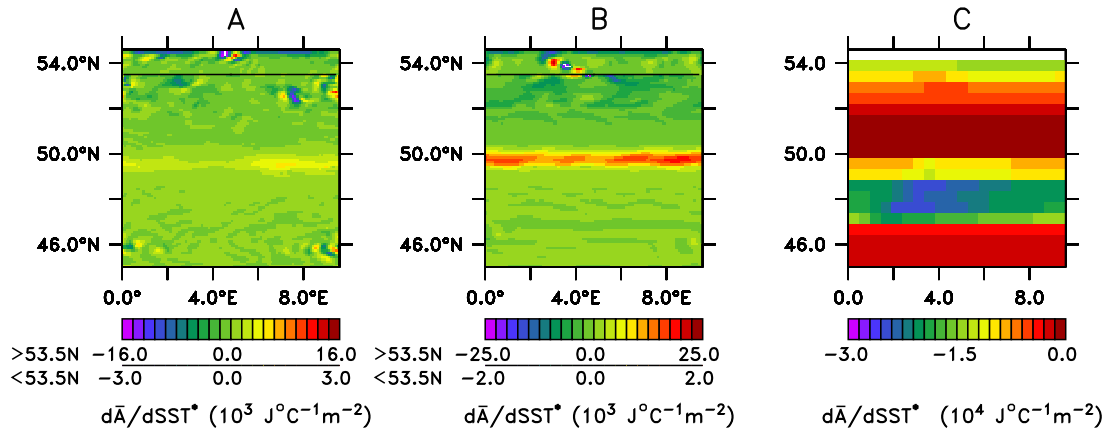 A B C
54.0°N 54.0°N 54.0
50.0°N 50.0°N 50.0
46.0°N 46.0°N 46.0
0.0° 4.0°E 8.0°E 0.0° 4.0°E 8.0°E 0.0 4.0 8.0
>53.5N −16.0 0.0 16.0 >53.5N −25.0 0.0 25.0 −3.0 −1.5 0.0
<53.5N −3.0 0.0 3.0 <53.5N −2.0 0.0 2.0
dĀ/dSST* (10³ J°C⁻¹m⁻²) dĀ/dSST* (10³ J°C⁻¹m⁻²) dĀ/dSST* (10⁴ J°C⁻¹m⁻²)